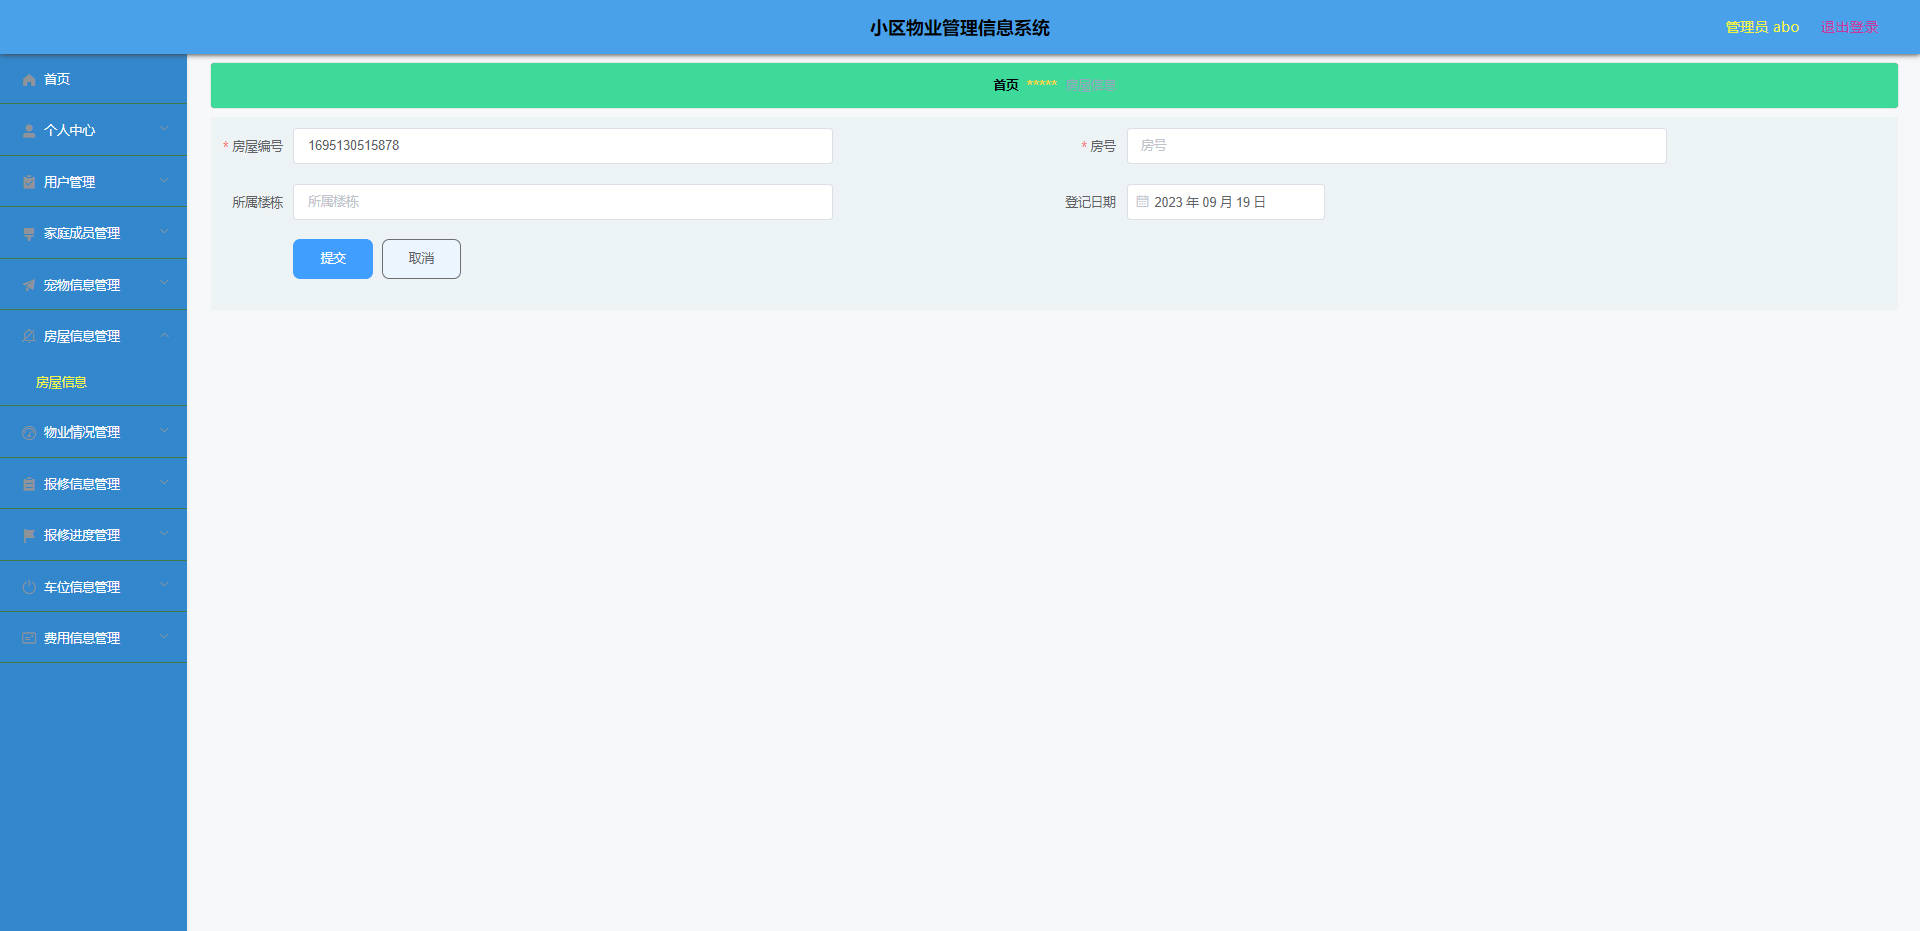 小区物业管理信息系统
管理员 abo 退出登录
首页 ***** 房屋信息
首页
个人中心
用户管理
家庭成员管理
宠物信息管理
房屋信息管理
房屋信息
物业情况管理
报修信息管理
报修进度管理
车位信息管理
费用信息管理
* 房屋编号 1695130515878
* 房号 房号
所属楼栋 所属楼栋
登记日期 2023 年 09 月 19 日
提交 取消